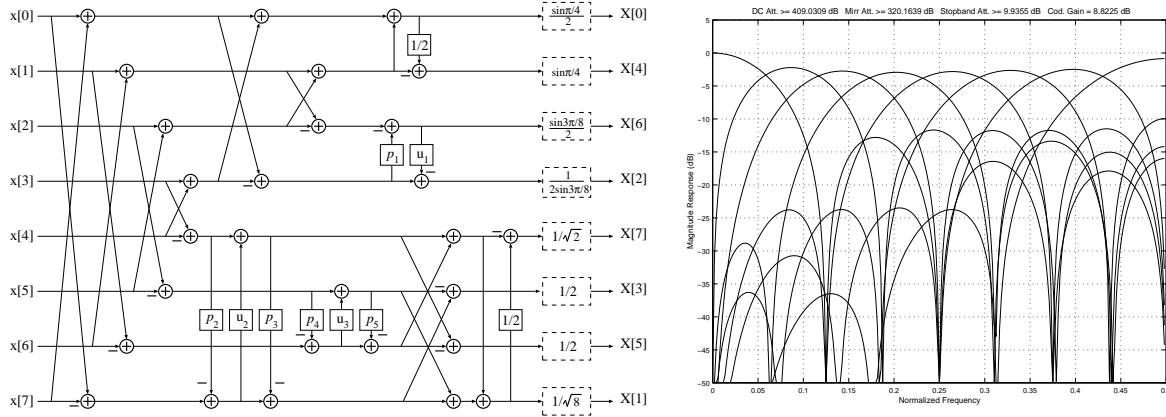 x[0]
x[1]
x[2]
x[3]
x[4]
x[5]
x[6]
x[7]
1/2
p1
u1
p2
u2
p3
p4
u3
p5
1/2
sinπ/4
2
sinπ/4
sin3π/8
2
1
2sin3π/8
1/√2
1/2
1/2
1/√8
X[0]
X[4]
X[6]
X[2]
X[7]
X[3]
X[5]
X[1]
DC Att. >= 409.0309 dB Mirr Att. >= 320.1639 dB Stopband Att. >= 9.9355 dB Cod. Gain = 8.8225 dB
Magnitude Response (dB)
5
0
−5
−10
−15
−20
−25
−30
−35
−40
−45
−50
0 0.05 0.1 0.15 0.2 0.25 0.3 0.35 0.4 0.45 0.5
Normalized Frequency